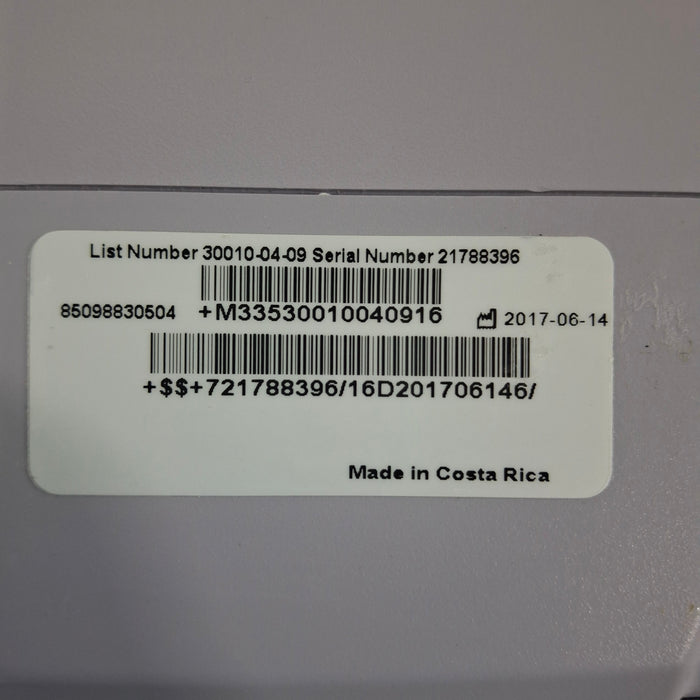 List Number 30010-04-09 Serial Number 21788396
85098830504 +M33530010040916 2017-06-14
+$$+721788396/16D201706146/
Made in Costa Rica